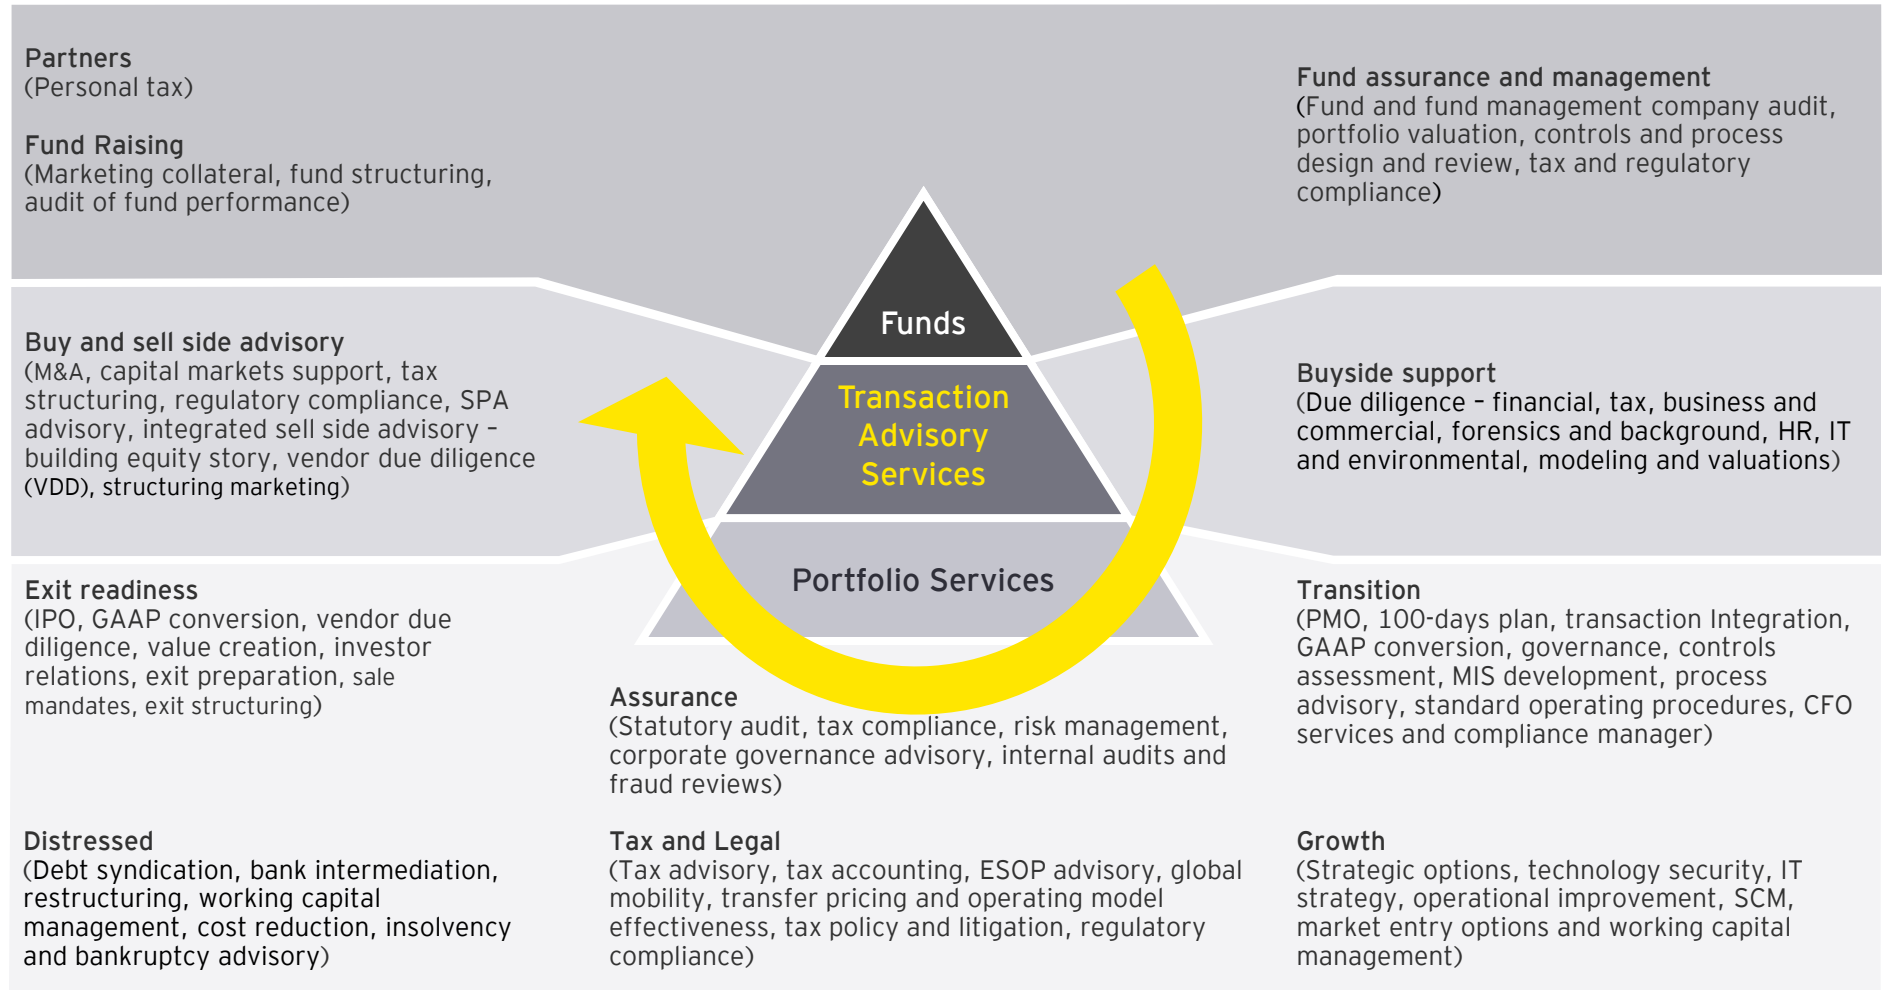 Partners
(Personal tax)
Fund Raising
(Marketing collateral, fund structuring,
audit of fund performance)
Fund assurance and management
(Fund and fund management company audit,
portfolio valuation, controls and process
design and review, tax and regulatory
compliance)
Funds
Buy and sell side advisory
(M&A, capital markets support, tax
structuring, regulatory compliance, SPA
advisory, integrated sell side advisory –
building equity story, vendor due diligence
(VDD), structuring marketing)
Transaction
Advisory
Services
Buyside support
(Due diligence – financial, tax, business and
commercial, forensics and background, HR, IT
and environmental, modeling and valuations)
Portfolio Services
Exit readiness
(IPO, GAAP conversion, vendor due
diligence, value creation, investor
relations, exit preparation, sale
mandates, exit structuring)
Assurance
(Statutory audit, tax compliance, risk management,
corporate governance advisory, internal audits and
fraud reviews)
Transition
(PMO, 100-days plan, transaction Integration,
GAAP conversion, governance, controls
assessment, MIS development, process
advisory, standard operating procedures, CFO
services and compliance manager)
Distressed
(Debt syndication, bank intermediation,
restructuring, working capital
management, cost reduction, insolvency
and bankruptcy advisory)
Tax and Legal
(Tax advisory, tax accounting, ESOP advisory, global
mobility, transfer pricing and operating model
effectiveness, tax policy and litigation, regulatory
compliance)
Growth
(Strategic options, technology security, IT
strategy, operational improvement, SCM,
market entry options and working capital
management)